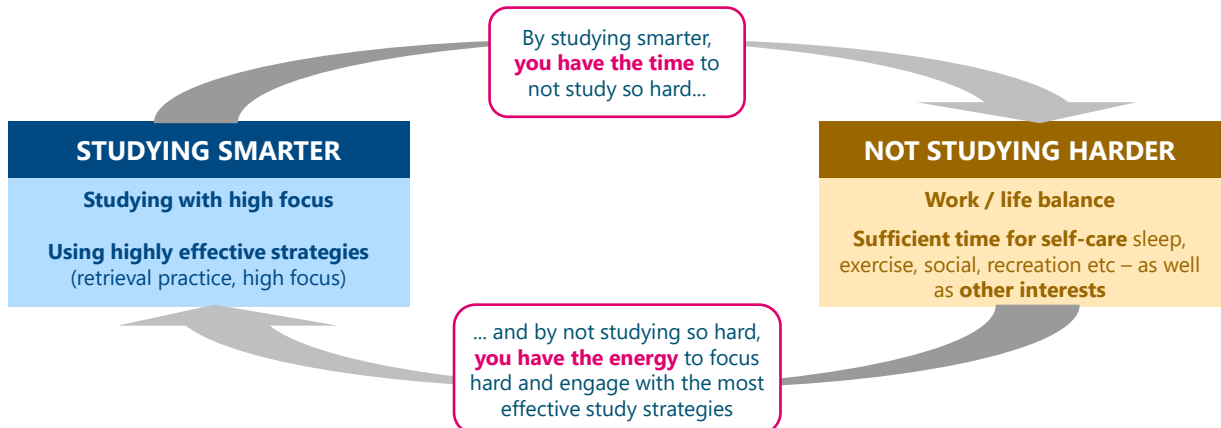 By studying smarter,
you have the time to
not study so hard...
STUDYING SMARTER
Studying with high focus
Using highly effective strategies
(retrieval practice, high focus)
NOT STUDYING HARDER
Work / life balance
Sufficient time for self-care sleep,
exercise, social, recreation etc – as well
as other interests
... and by not studying so hard,
you have the energy to focus
hard and engage with the most
effective study strategies